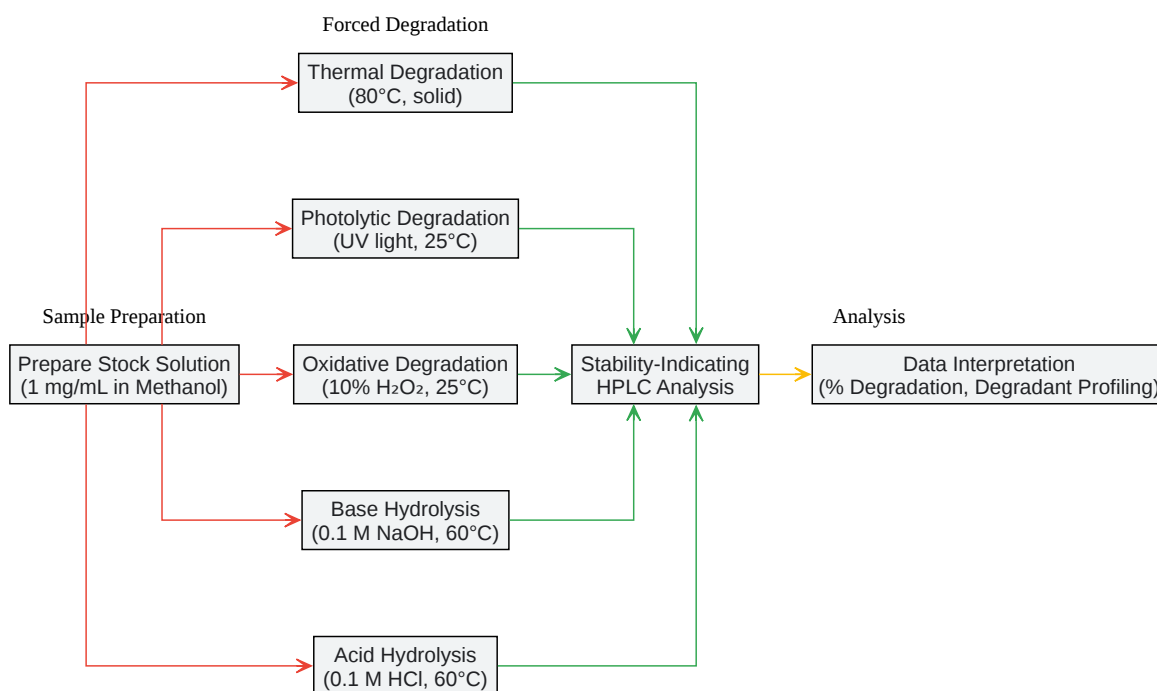 Forced Degradation
Thermal Degradation
(80°C, solid)
Photolytic Degradation
(UV light, 25°C)
Sample Preparation
Prepare Stock Solution
(1 mg/mL in Methanol)
Oxidative Degradation
(10% H₂O₂, 25°C)
Stability-Indicating
HPLC Analysis
Analysis
Data Interpretation
(% Degradation, Degradant Profiling)
Base Hydrolysis
(0.1 M NaOH, 60°C)
Acid Hydrolysis
(0.1 M HCl, 60°C)